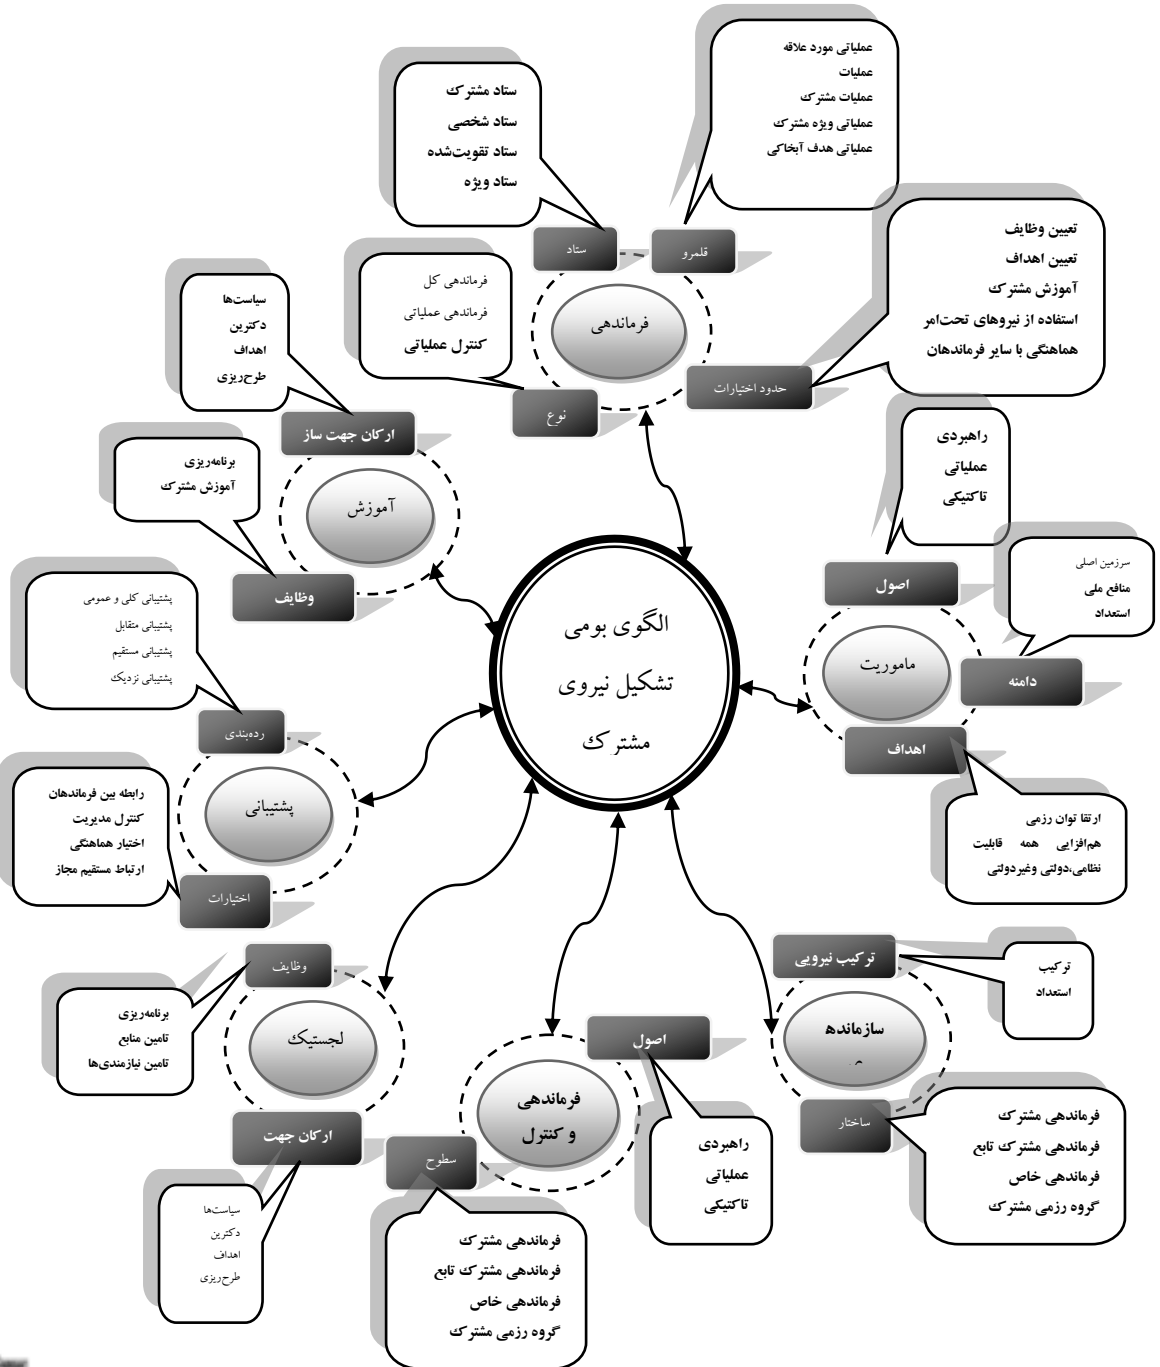 عملیاتی مورد علاقه
عملیات
عملیات مشترک
عملیاتی ویژه مشترک
عملیاتی هدف آبخاکی
ستاد مشترک
ستاد شخصی
ستاد تقویت‌شده
ستاد ویژه
قلمرو
ستاد
تعیین وظایف
تعیین اهداف
آموزش مشترک
استفاده از نیروهای تحت‌امر
هماهنگی با سایر فرماندهان
فرماندهی کل
فرماندهی عملیاتی
کنترل عملیاتی
فرماندهی
حدود اختیارات
نوع
سیاست‌ها
دکترین
اهداف
طرح‌ریزی
ارکان جهت ساز
برنامه‌ریزی
آموزش مشترک
آموزش
وظایف
راهبردی
عملیاتی
تاکتیکی
اصول
سرزمین اصلی
منافع ملی
استعداد
ماموریت
دامنه
اهداف
ارتقا توان رزمی
هم‌افزایی همه قابلیت
نظامی،دولتی وغیردولتی
الگوی بومی
تشکیل نیروی
مشترک
پشتیبانی کلی و عمومی
پشتیبانی متقابل
پشتیبانی مستقیم
پشتیبانی نزدیک
رده‌بندی
پشتیبانی
رابطه بین فرماندهان
کنترل مدیریت
اختیار هماهنگی
ارتباط مستقیم مجاز
اختیارات
وظایف
برنامه‌ریزی
تامین منابع
تامین نیازمندی‌ها
لجستیک
ارکان جهت
سیاست‌ها
دکترین
اهداف
طرح‌ریزی
اصول
فرماندهی
و کنترل
سطوح
راهبردی
عملیاتی
تاکتیکی
فرماندهی مشترک
فرماندهی مشترک تابع
فرماندهی خاص
گروه رزمی مشترک
ترکیب نیرویی
ترکیب
استعداد
سازمانده
ساختار
فرماندهی مشترک
فرماندهی مشترک تابع
فرماندهی خاص
گروه رزمی مشترک